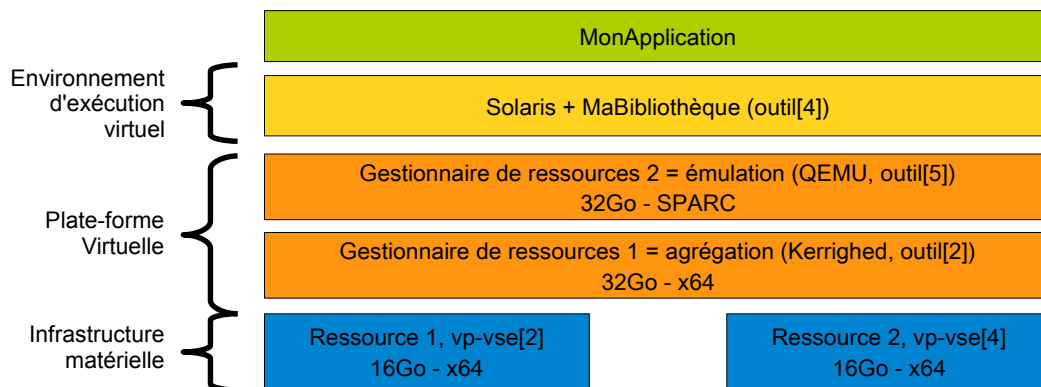 MonApplication
Environnement
d'exécution
virtuel
Solaris + MaBibliothèque (outil[4])
Plate-forme
Virtuelle
Gestionnaire de ressources 2 = émulation (QEMU, outil[5])
32Go - SPARC
Gestionnaire de ressources 1 = agrégation (Kerrighed, outil[2])
32Go - x64
Infrastructure
matérielle
Ressource 1, vp-vse[2]
16Go - x64
Ressource 2, vp-vse[4]
16Go - x64